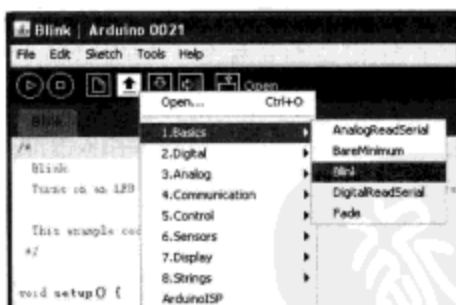 Blink | Arduino 0021
File Edit Sketch Tools Help
Open
Open... Ctrl+O
Blink
1.Basics
2.Digital
3.Analog
4.Communication
5.Control
6.Sensors
7.Display
8.Strings
ArduinoISP
AnalogReadSerial
BareMinimum
Blink
DigitalReadSerial
Fade
/*
Blink
Turns on an LED
This example
*/
void setup() {